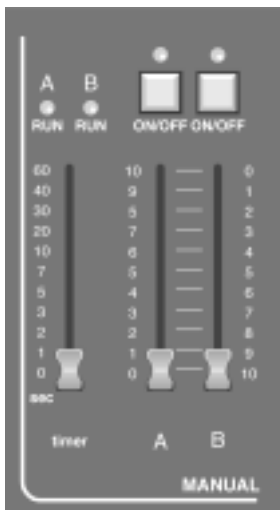 A B
RUN RUN
ON/OFF ON/OFF
60 10 0
40 9 1
30 5 2
20 7 3
10 6 4
7 5 5
5 4 6
3 3 7
2 2 8
1 1 9
0 0 10
sec
timer A B
MANUAL